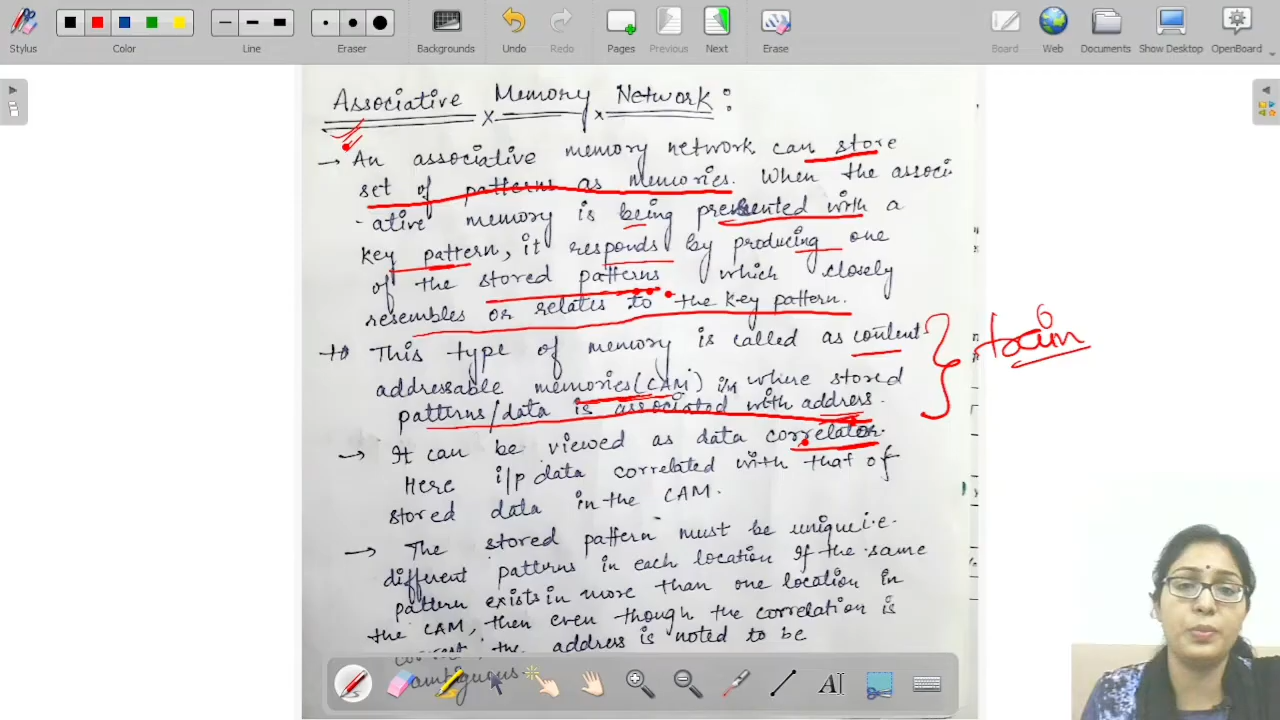 Stylus
Color
Line
Eraser
Backgrounds
Undo
Redo
Pages
Previous
Next
Erase
Board
Web
Documents
Show Desktop
OpenBoard
Associative Memory Network :
→ An associative memory network can store
set of patterns as memories. When the associ
-ative memory is being presented with a
key pattern, it responds by producing one
of the stored patterns which closely
resembles or relates to the key pattern.
This type of memory is called as content
addressable memories (CAM) where stored
patterns/data is associated with address.
→ It can be viewed as data correlator.
Here i/p data correlated with that of
stored data in the CAM.
→ The stored pattern must be unique i.e.
different patterns in each location If the same
pattern exists in more than one location in
the CAM, then even though the correlation is
the address is noted to be
ambiguous